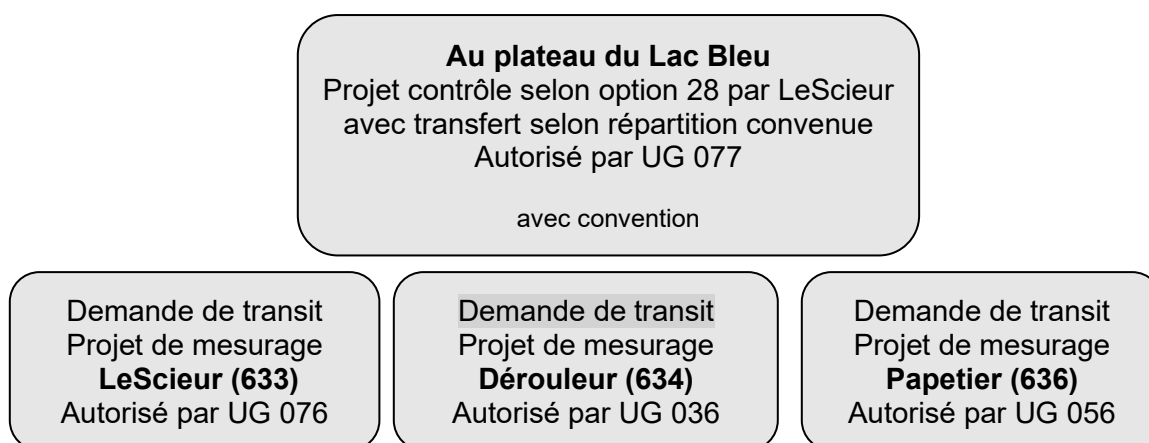 Au plateau du Lac Bleu
Projet contrôle selon option 28 par LeScieur
avec transfert selon répartition convenue
Autorisé par UG 077
avec convention
Demande de transit
Projet de mesurage
LeScieur (633)
Autorisé par UG 076
Demande de transit
Projet de mesurage
Dérouleur (634)
Autorisé par UG 036
Demande de transit
Projet de mesurage
Papetier (636)
Autorisé par UG 056